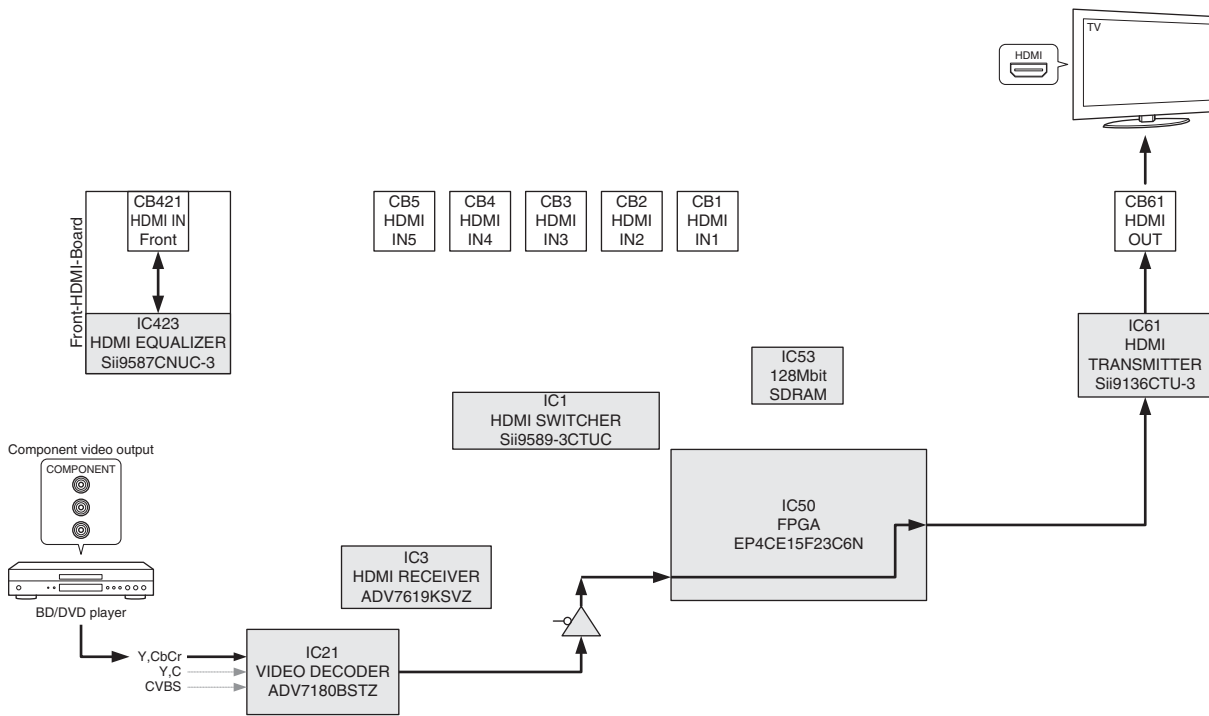 TV
HDMI
CB421
HDMI IN
Front
CB5
HDMI
IN5
CB4
HDMI
IN4
CB3
HDMI
IN3
CB2
HDMI
IN2
CB1
HDMI
IN1
CB61
HDMI
OUT
Front-HDMI-Board
IC423
HDMI EQUALIZER
Sii9587CNUC-3
IC61
HDMI
TRANSMITTER
Sii9136CTU-3
IC53
128Mbit
SDRAM
IC1
HDMI SWITCHER
Sii9589-3CTUC
Component video output
COMPONENT
BD/DVD player
IC50
FPGA
EP4CE15F23C6N
IC3
HDMI RECEIVER
ADV7619KSVZ
Y,CbCr
Y,C
CVBS
IC21
VIDEO DECODER
ADV7180BSTZ